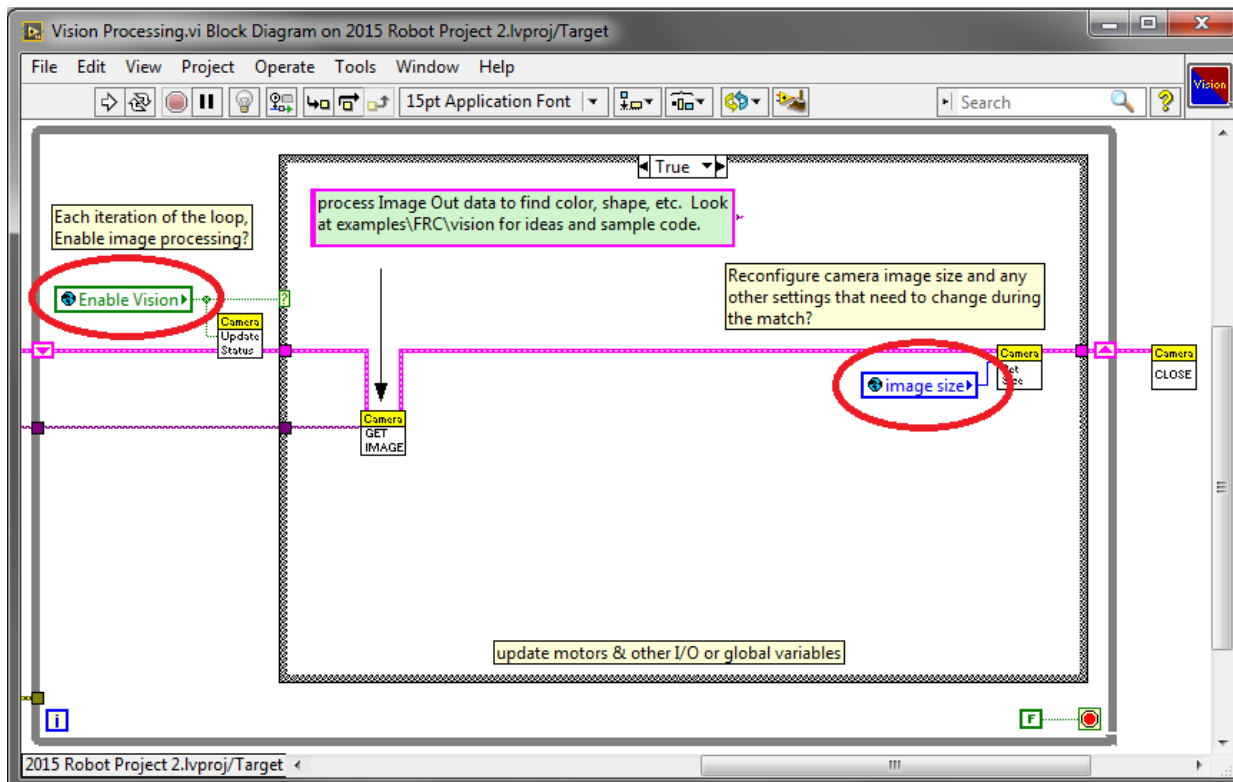 Vision Processing.vi Block Diagram on 2015 Robot Project 2.lvproj/Target
File Edit View Project Operate Tools Window Help
15pt Application Font
Search
?
Vision
True
process Image Out data to find color, shape, etc. Look
at examples\FRC\vision for ideas and sample code.
Each iteration of the loop,
Enable image processing?
Enable Vision
?
Camera
Update
Status
Reconfigure camera image size and any
other settings that need to change during
the match?
Camera
Size
image size
Camera
CLOSE
Camera
GET
IMAGE
update motors & other I/O or global variables
i
F
2015 Robot Project 2.lvproj/Target